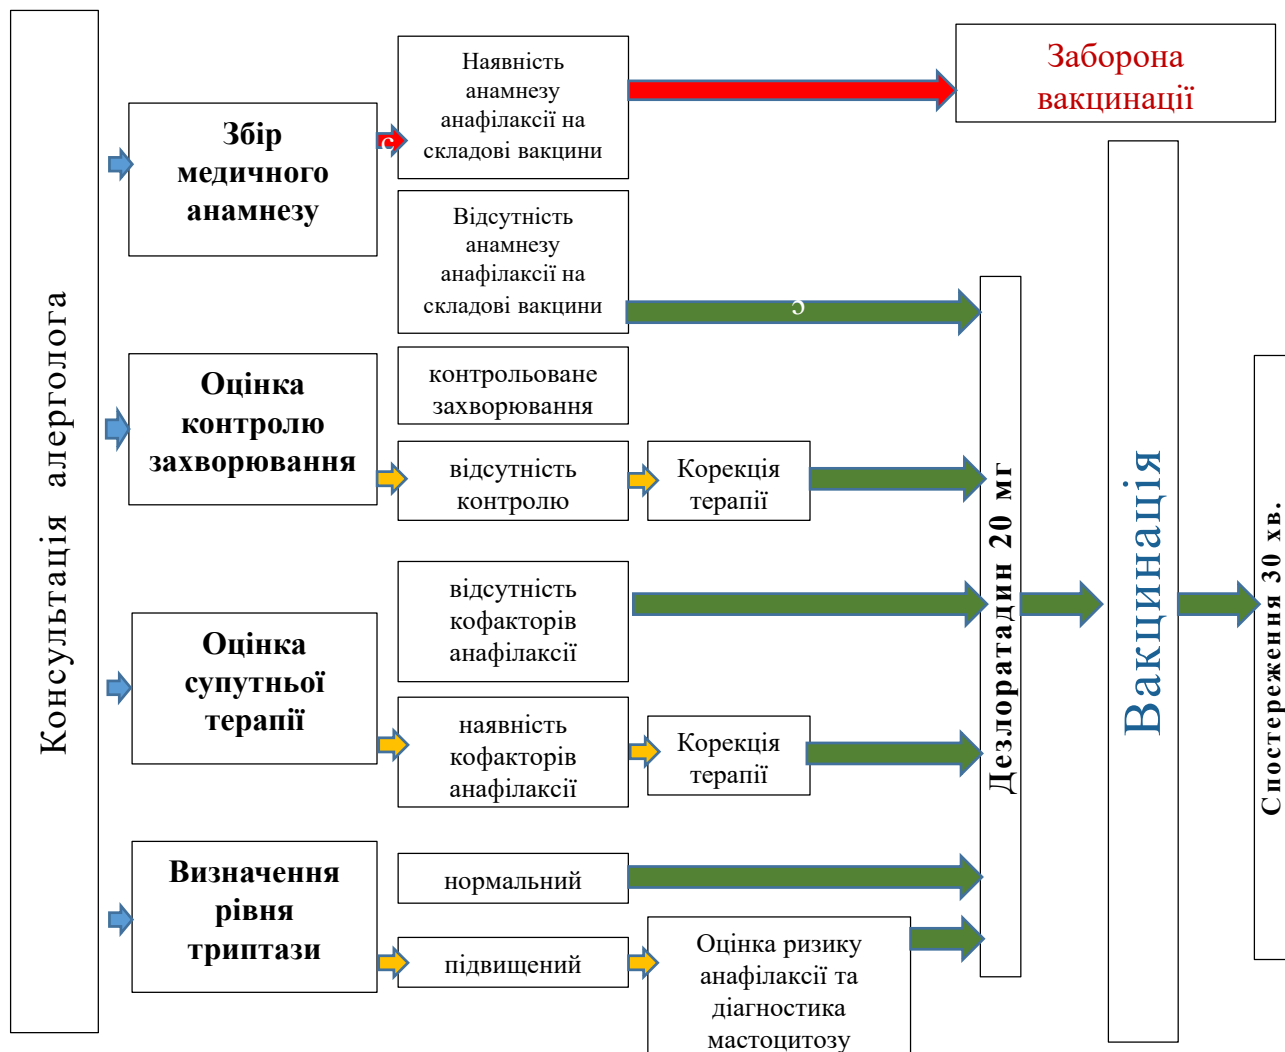 Консультація алерголога
Збір
медичного
анамнезу
с
Наявність
анамнезу
анафілаксії на
складові вакцини
Заборона
вакцинації
Відсутність
анамнезу
анафілаксії на
складові вакцини
Оцінка
контролю
захворювання
контрольоване
захворювання
відсутність
контролю
Корекція
терапії
Оцінка
супутньої
терапії
відсутність
кофакторів
анафілаксії
наявність
кофакторів
анафілаксії
Корекція
терапії
Визначення
рівня
триптази
нормальний
підвищений
Оцінка ризику
анафілаксії та
діагностика
мастоцитозу
Дезлоратадин 20 мг
Вакцинація
Спостереження 30 хв.